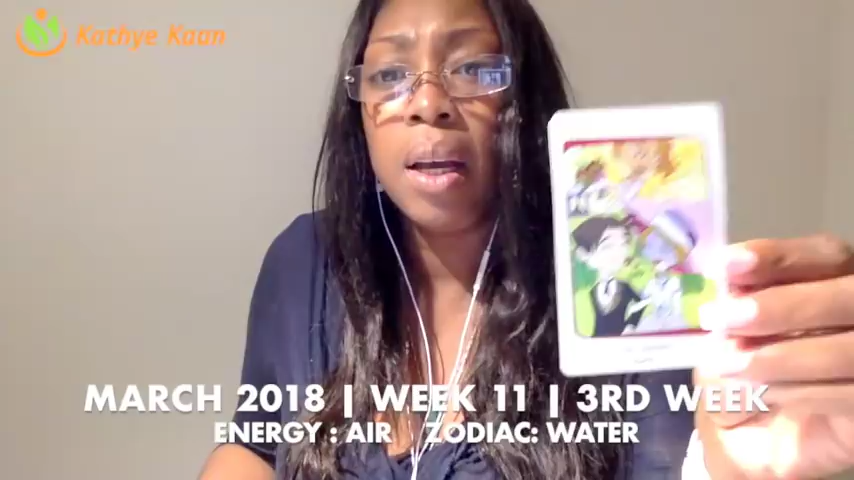 Kathye Kaan
MARCH 2018 | WEEK 11 | 3RD WEEK
ENERGY : AIR ZODIAC: WATER